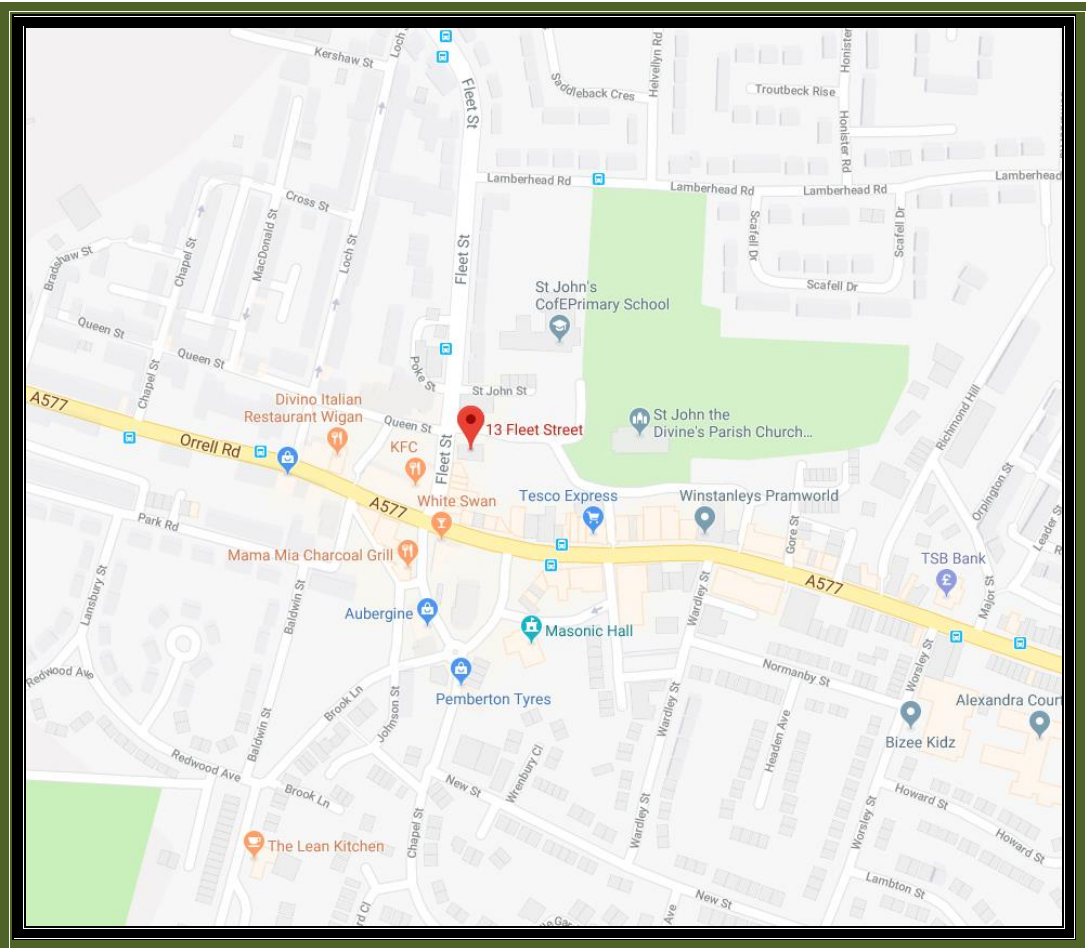 Kershaw St
Loch
Fleet St
Saddleback Cres
Helvellyn Rd
Honister
Troutbeck Rise
Honister Rd
Lamberhead Rd
Lamberhead Rd
Lamberhead Rd
Lamberhead
Cross St
MacDonald St
Chapel St
Bradshaw St
Loch St
Fleet St
Scafell Dr
Scafell Dr
Scafell Dr
St John's
CofEPrimary School
Queen St
Queen St
Chapel St
Poke St
St John St
Queen St
A577
Divino Italian
Restaurant Wigan
13 Fleet Street
St John the
Divine's Parish Church...
Richmond Hill
Orrell Rd
KFC
Fleet St
A577
White Swan
Tesco Express
Winstanleys Pramworld
Orpington St
Leader St
Gore St
Park Rd
Mama Mia Charcoal Grill
TSB Bank
£
A577
Major St
Lansbury St
Baldwin St
Aubergine
Wardley St
Masonic Hall
Redwood Ave
Normanby St
Worsley St
Pemberton Tyres
Brook Ln
Johnson St
Wardley St
Alexandra Court
Bizee Kidz
Headen Ave
Baldwin St
Redwood Ave
Brook Ln
New St
Wrenbury Cl
Howard St
Wardley St
Worsley St
Howard St
Chapel St
The Lean Kitchen
Lambton St
New St
Ave
rd Cl